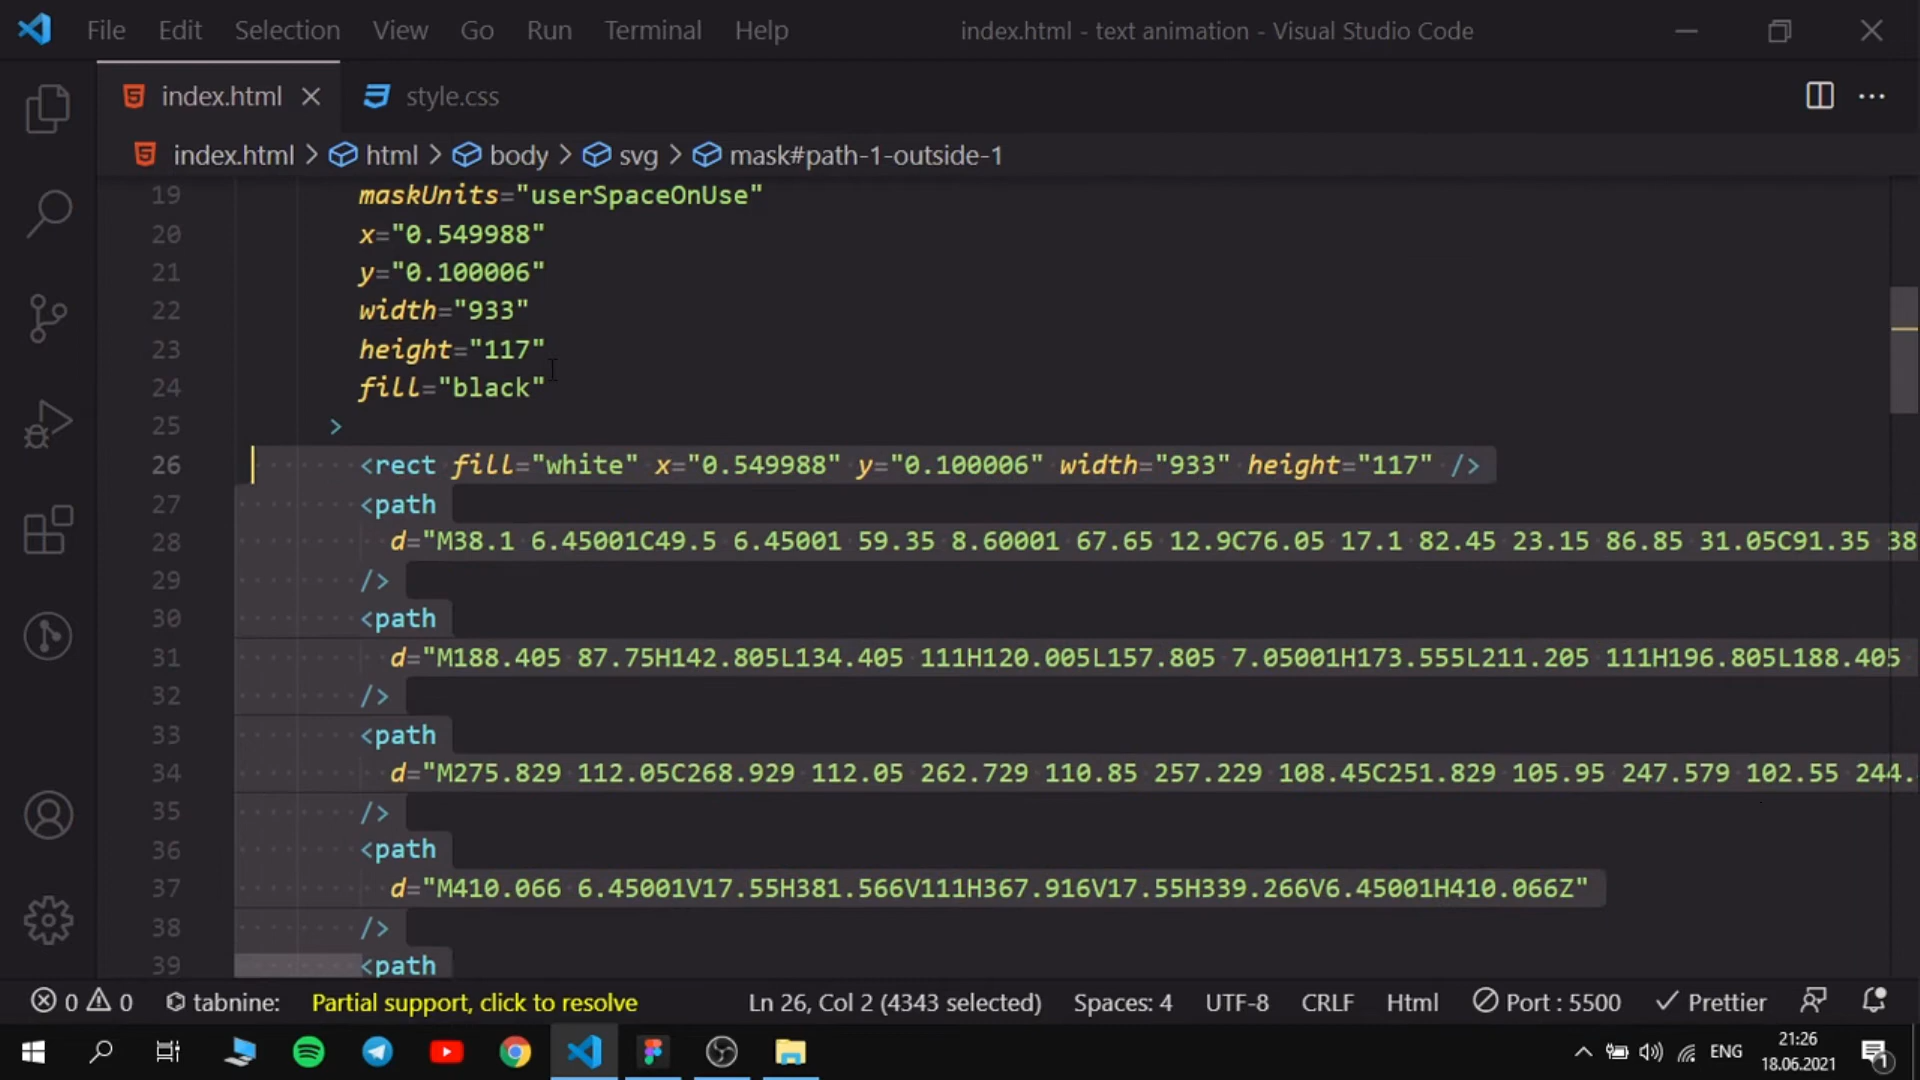 File Edit Selection View Go Run Terminal Help index.html - text animation - Visual Studio Code
index.html style.css
index.html > html > body > svg > mask#path-1-outside-1
19 maskUnits="userSpaceOnUse"
20 x="0.549988"
21 y="0.100006"
22 width="933"
23 height="117"
24 fill="black"
25 >
26 <rect fill="white" x="0.549988" y="0.100006" width="933" height="117" />
27 <path
28 d="M38.1 6.45001C49.5 6.45001 59.35 8.60001 67.65 12.9C76.05 17.1 82.45 23.15 86.85 31.05C91.35 38
29 />
30 <path
31 d="M188.405 87.75H142.805L134.405 111H120.005L157.805 7.05001H173.555L211.205 111H196.805L188.405
32 />
33 <path
34 d="M275.829 112.05C268.929 112.05 262.729 110.85 257.229 108.45C251.829 105.95 247.579 102.55 244.
35 />
36 <path
37 d="M410.066 6.45001V17.55H381.566V111H367.916V17.55H339.266V6.45001H410.066Z"
38 />
39 <path
0 0 tabnine: Partial support, click to resolve Ln 26, Col 2 (4343 selected) Spaces: 4 UTF-8 CRLF Html Port : 5500 Prettier
ENG 21:26
18.06.2021
1